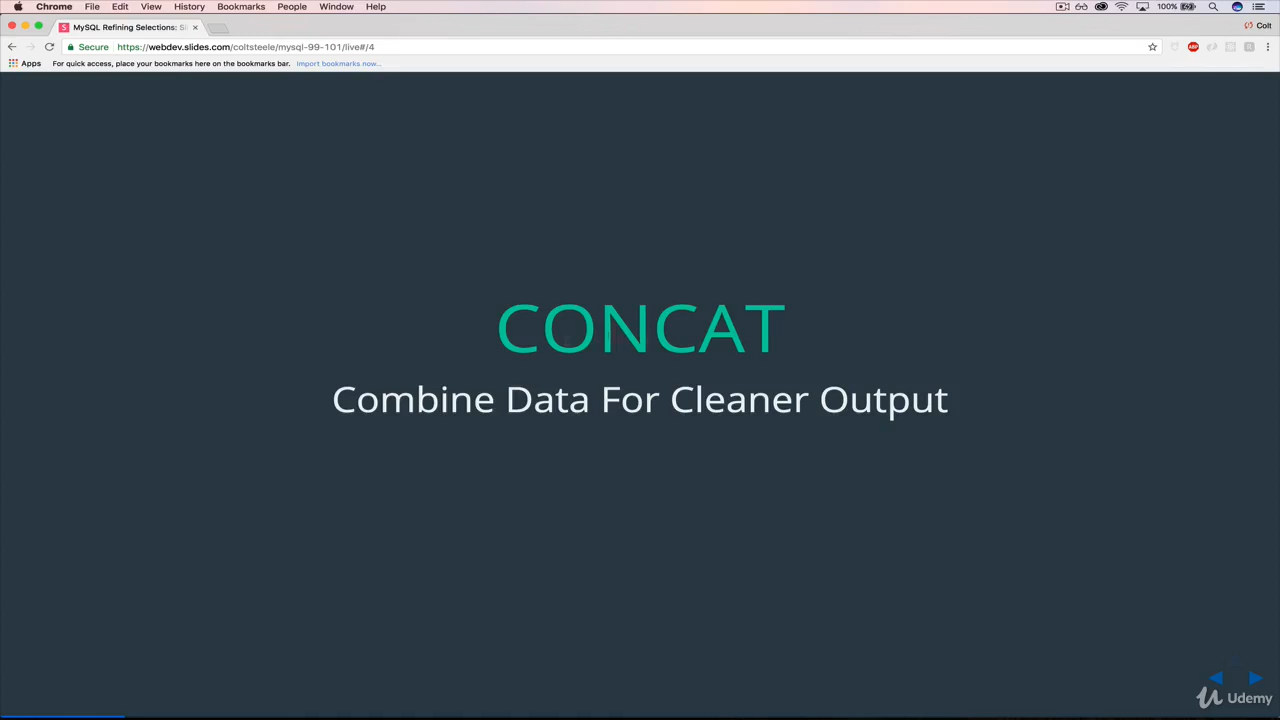 Chrome File Edit View History Bookmarks People Window Help 100%
MySQL Refining Selections: Sl Colt
Secure https://webdev.slides.com/coltsteele/mysql-99-101/live#/4 ABP
Apps For quick access, place your bookmarks here on the bookmarks bar. Import bookmarks now...
CONCAT
Combine Data For Cleaner Output
Udemy